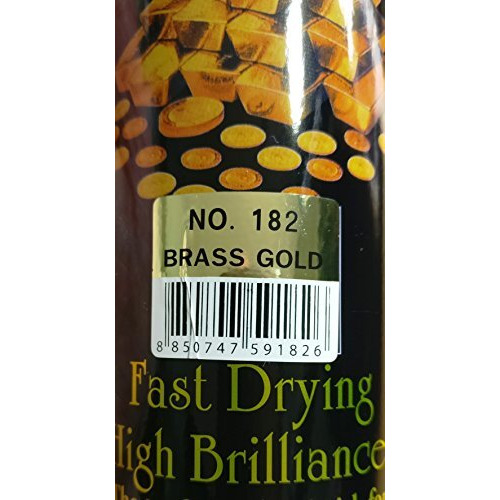 NO. 182
BRASS GOLD
8 850747 591826
Fast Drying
High Brilliance